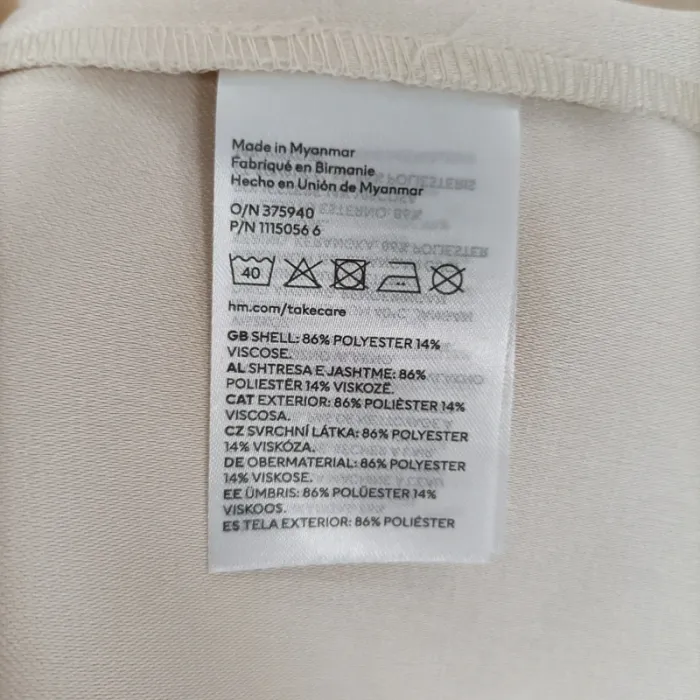 Made in Myanmar
Fabriqué en Birmanie
Hecho en Unión de Myanmar
O/N 375940
P/N 1115056 6
40
hm.com/takecare
GB SHELL: 86% POLYESTER 14%
VISCOSE.
AL SHTRESA E JASHTME: 86%
POLIESTËR 14% VISKOZË.
CAT EXTERIOR: 86% POLIÈSTER 14%
VISCOSA.
CZ SVRCHNÍ LÁTKA: 86% POLYESTER
14% VISKÓZA.
DE OBERMATERIAL: 86% POLYESTER
14% VISKOSE.
EE ÜMBRIS: 86% POLÜESTER 14%
VISKOOS.
ES TELA EXTERIOR: 86% POLIÉSTER